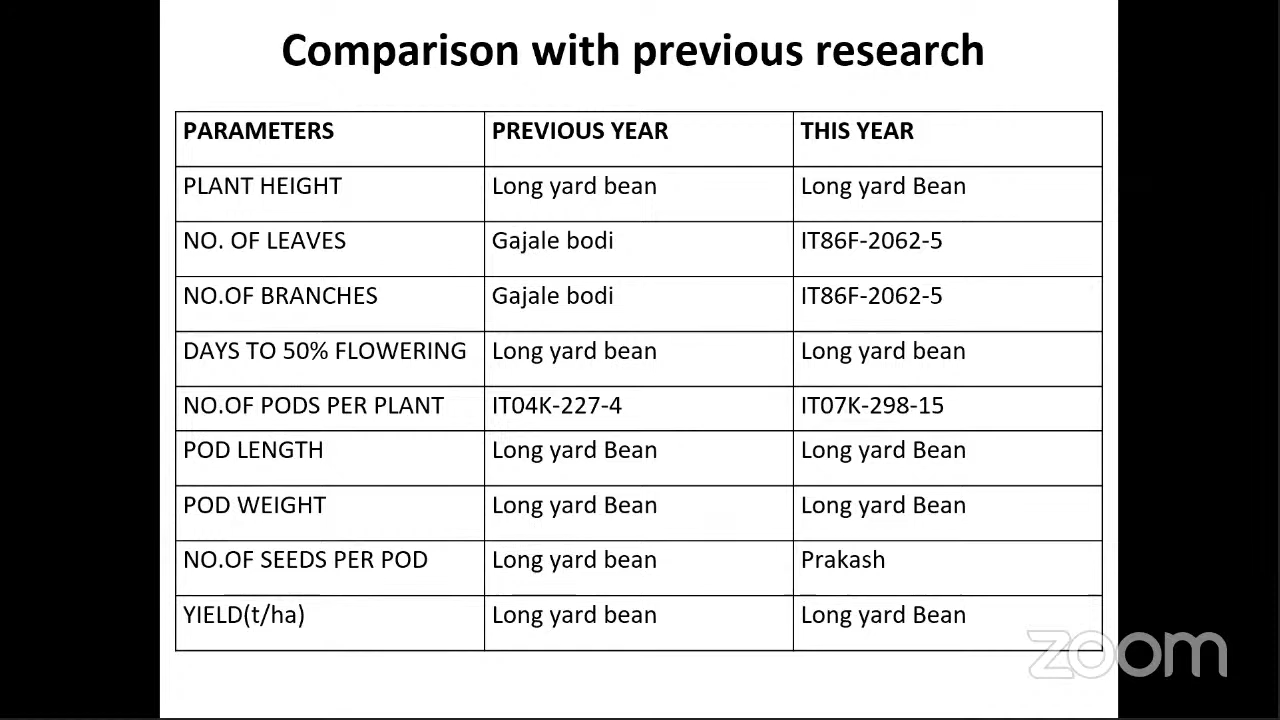 Comparison with previous research
PARAMETERS PREVIOUS YEAR THIS YEAR
PLANT HEIGHT Long yard bean Long yard Bean
NO. OF LEAVES Gajale bodi IT86F-2062-5
NO.OF BRANCHES Gajale bodi IT86F-2062-5
DAYS TO 50% FLOWERING Long yard bean Long yard bean
NO.OF PODS PER PLANT IT04K-227-4 IT07K-298-15
POD LENGTH Long yard Bean Long yard Bean
POD WEIGHT Long yard Bean Long yard Bean
NO.OF SEEDS PER POD Long yard bean Prakash
YIELD(t/ha) Long yard bean Long yard Bean
zoom